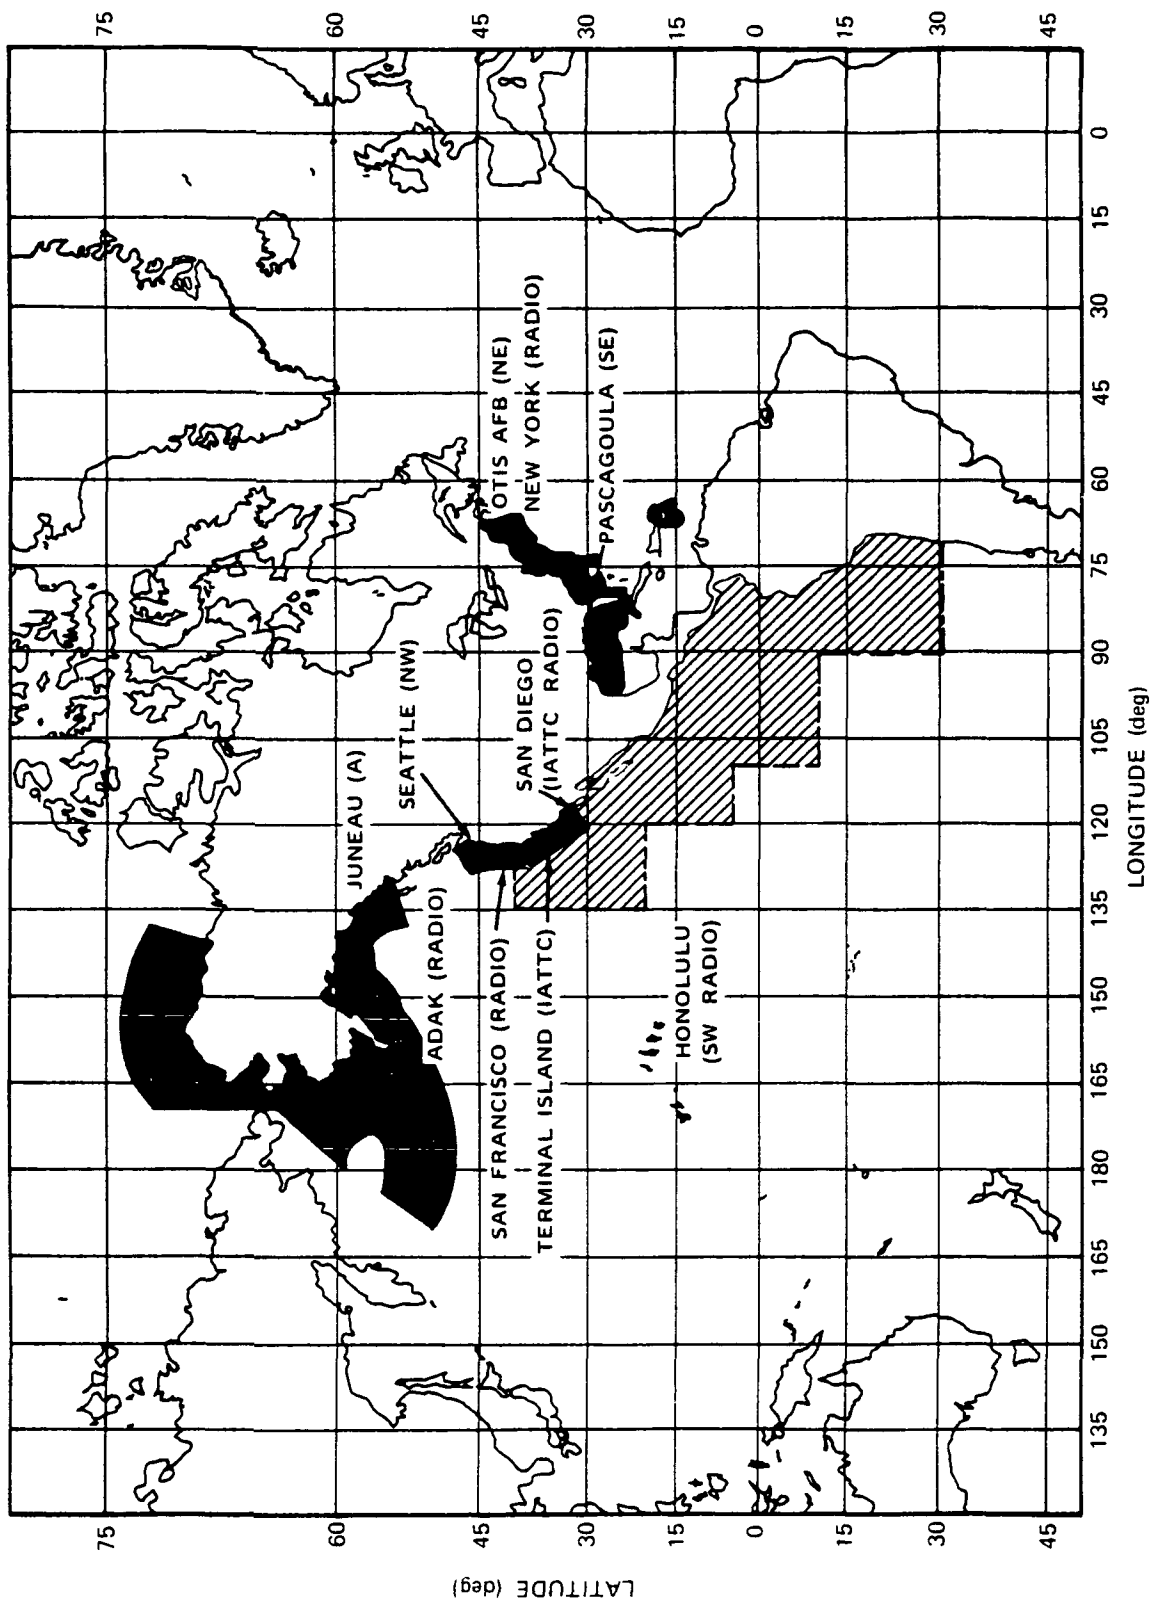 75
60
45
30
15
0
15
30
45
OTIS AFB (NE)
NEW YORK (RADIO)
PASCAGOULA (SE)
SEATTLE (NW)
SAN DIEGO
(IATTC RADIO)
JUNEAU (A)
ADAK (RADIO)
SAN FRANCISCO (RADIO)
TERMINAL ISLAND (IATTC)
HONOLULU
(SW RADIO)
0
15
30
45
60
75
90
105
120
135
150
165
180
165
150
135
LONGITUDE (deg)
75
60
45
30
15
0
15
30
45
LATITUDE (deg)